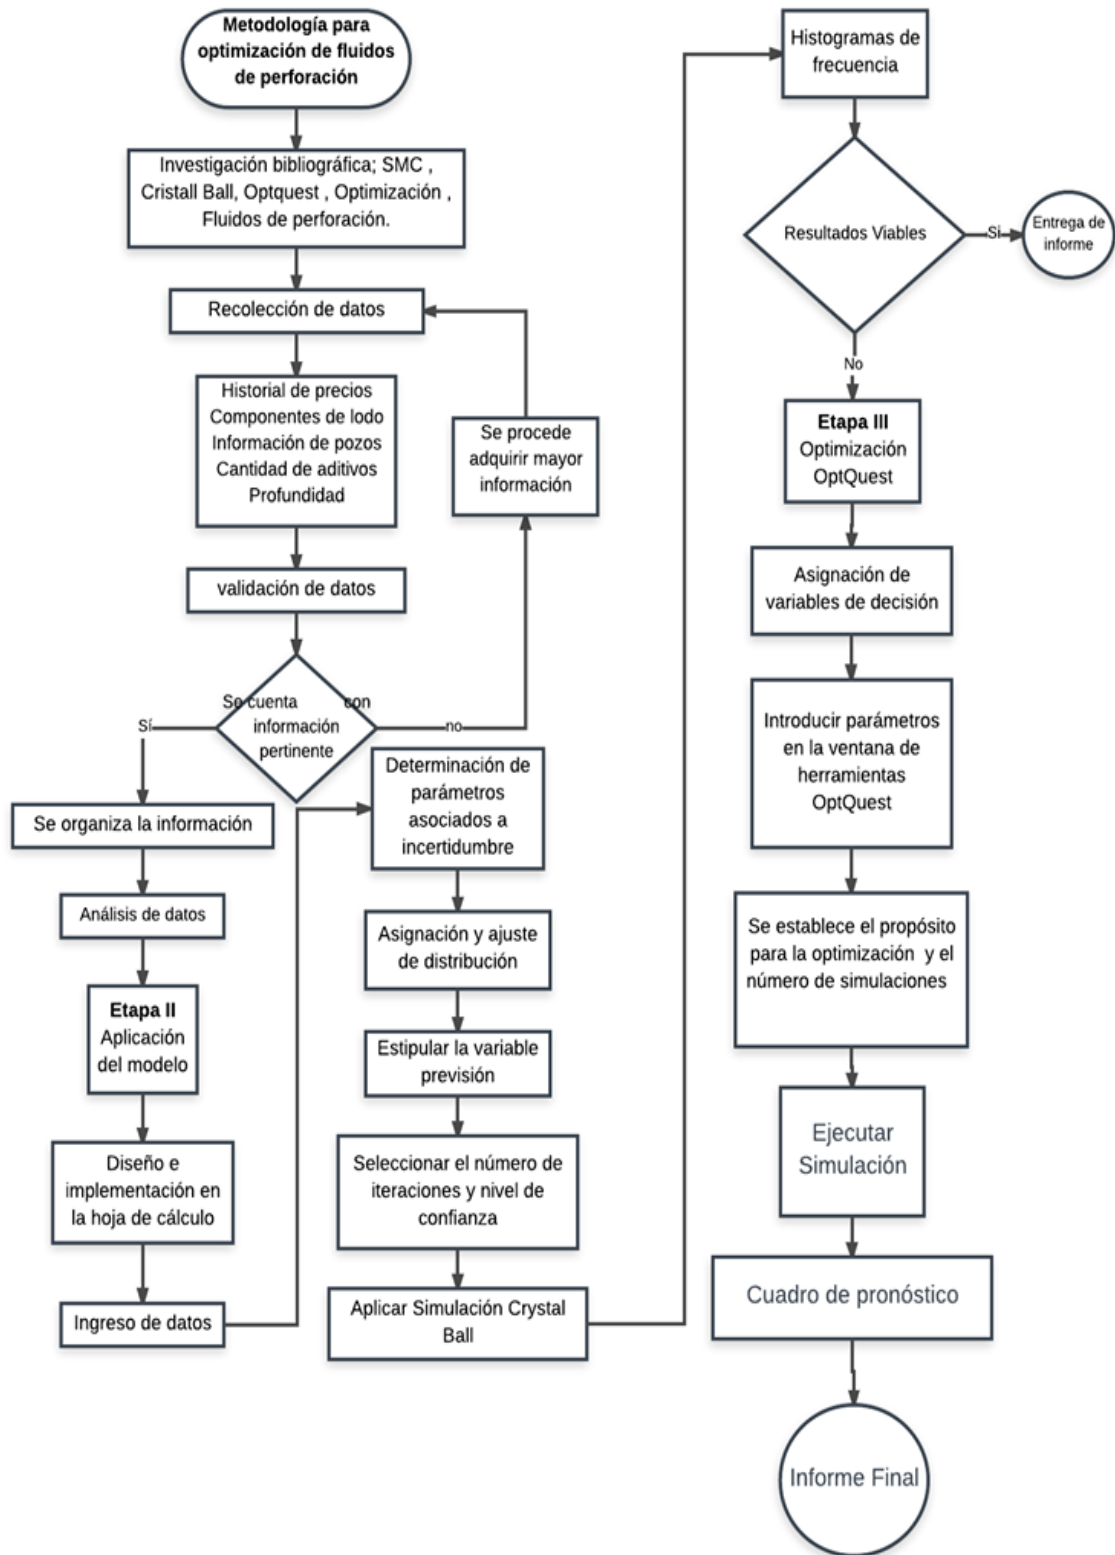 Metodología para
optimización de fluidos
de perforación
Investigación bibliográfica; SMC ,
Cristall Ball, Optquest , Optimización ,
Fluidos de perforación.
Recolección de datos
Historial de precios
Componentes de lodo
Información de pozos
Cantidad de aditivos
Profundidad
Se procede
adquirir mayor
información
validación de datos
Se cuenta con
información
pertinente
Sí
no
Se organiza la información
Análisis de datos
Etapa II
Aplicación
del modelo
Diseño e
implementación en
la hoja de cálculo
Ingreso de datos
Determinación de
parámetros
asociados a
incertidumbre
Asignación y ajuste
de distribución
Estipular la variable
previsión
Seleccionar el número de
iteraciones y nivel de
confianza
Aplicar Simulación Crystal
Ball
Histogramas de
frecuencia
Resultados Viables
Si
Entrega de
informe
No
Etapa III
Optimización
OptQuest
Asignación de
variables de decisión
Introducir parámetros
en la ventana de
herramientas
OptQuest
Se establece el propósito
para la optimización y el
número de simulaciones
Ejecutar
Simulación
Cuadro de pronóstico
Informe Final